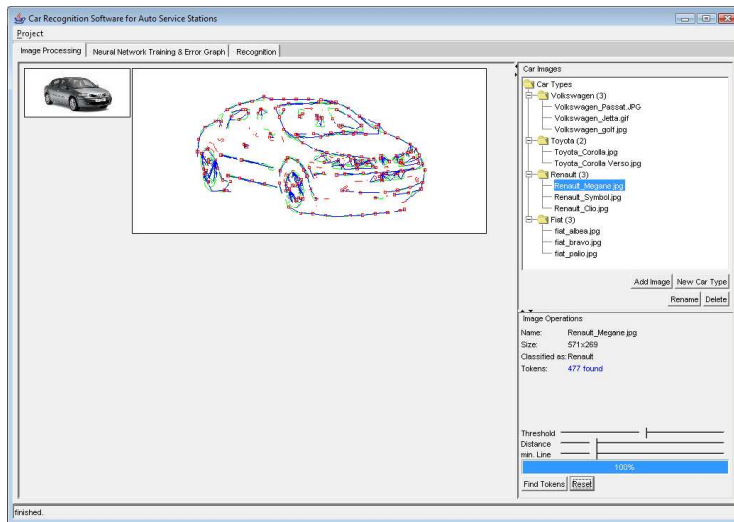 Car Recognition Software for Auto Service Stations
Project
Image Processing
Neural Network Training & Error Graph
Recognition
Car Images
Car Types
Volkswagen (3)
Volkswagen_Passat.JPG
Volkswagen_Jetta.gif
Volkswagen_golf.jpg
Toyota (2)
Toyota_Corolla.jpg
Toyota_Corolla Verso.jpg
Renault (3)
Renault_Megane.jpg
Renault_Symbol.jpg
Renault_Clio.jpg
Fiat (3)
fiat_albea.jpg
fiat_bravo.jpg
fiat_palio.jpg
Add Image New Car Type
Rename Delete
Image Operations
Name: Renault_Megane.jpg
Size: 571x269
Classified as: Renault
Tokens: 477 found
Threshold
Distance
min. Line
100%
Find Tokens Reset
finished.